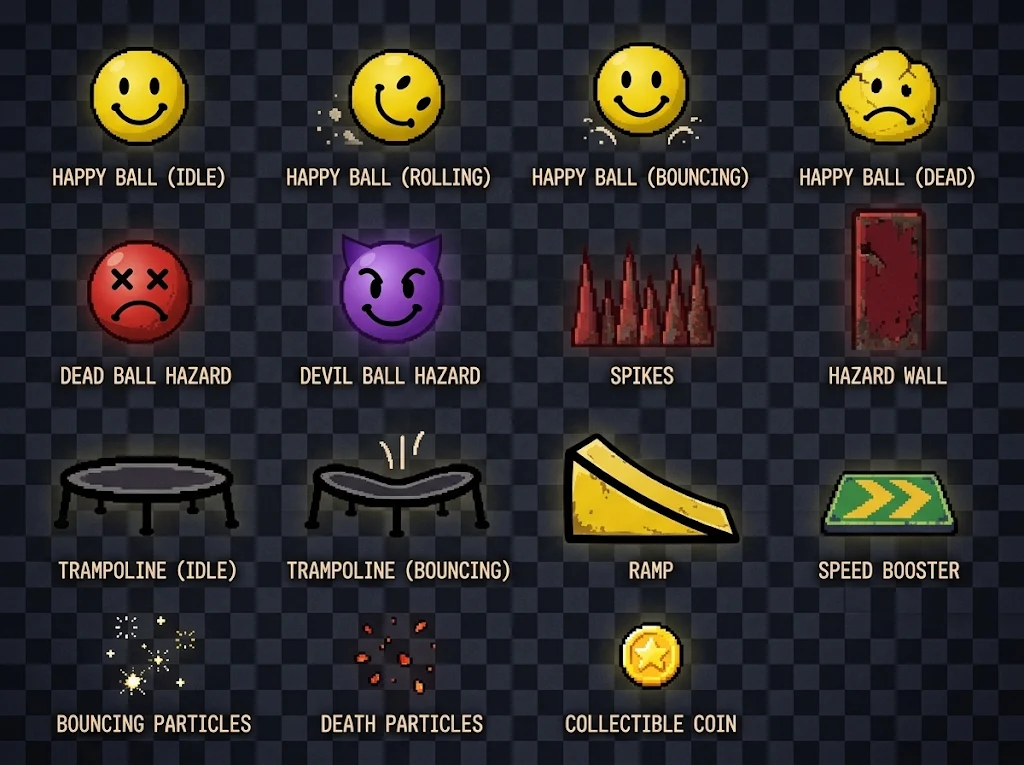 HAPPY BALL (IDLE)
HAPPY BALL (ROLLING)
HAPPY BALL (BOUNCING)
HAPPY BALL (DEAD)
DEAD BALL HAZARD
DEVIL BALL HAZARD
SPIKES
HAZARD WALL
TRAMPOLINE (IDLE)
TRAMPOLINE (BOUNCING)
RAMP
SPEED BOOSTER
BOUNCING PARTICLES
DEATH PARTICLES
COLLECTIBLE COIN